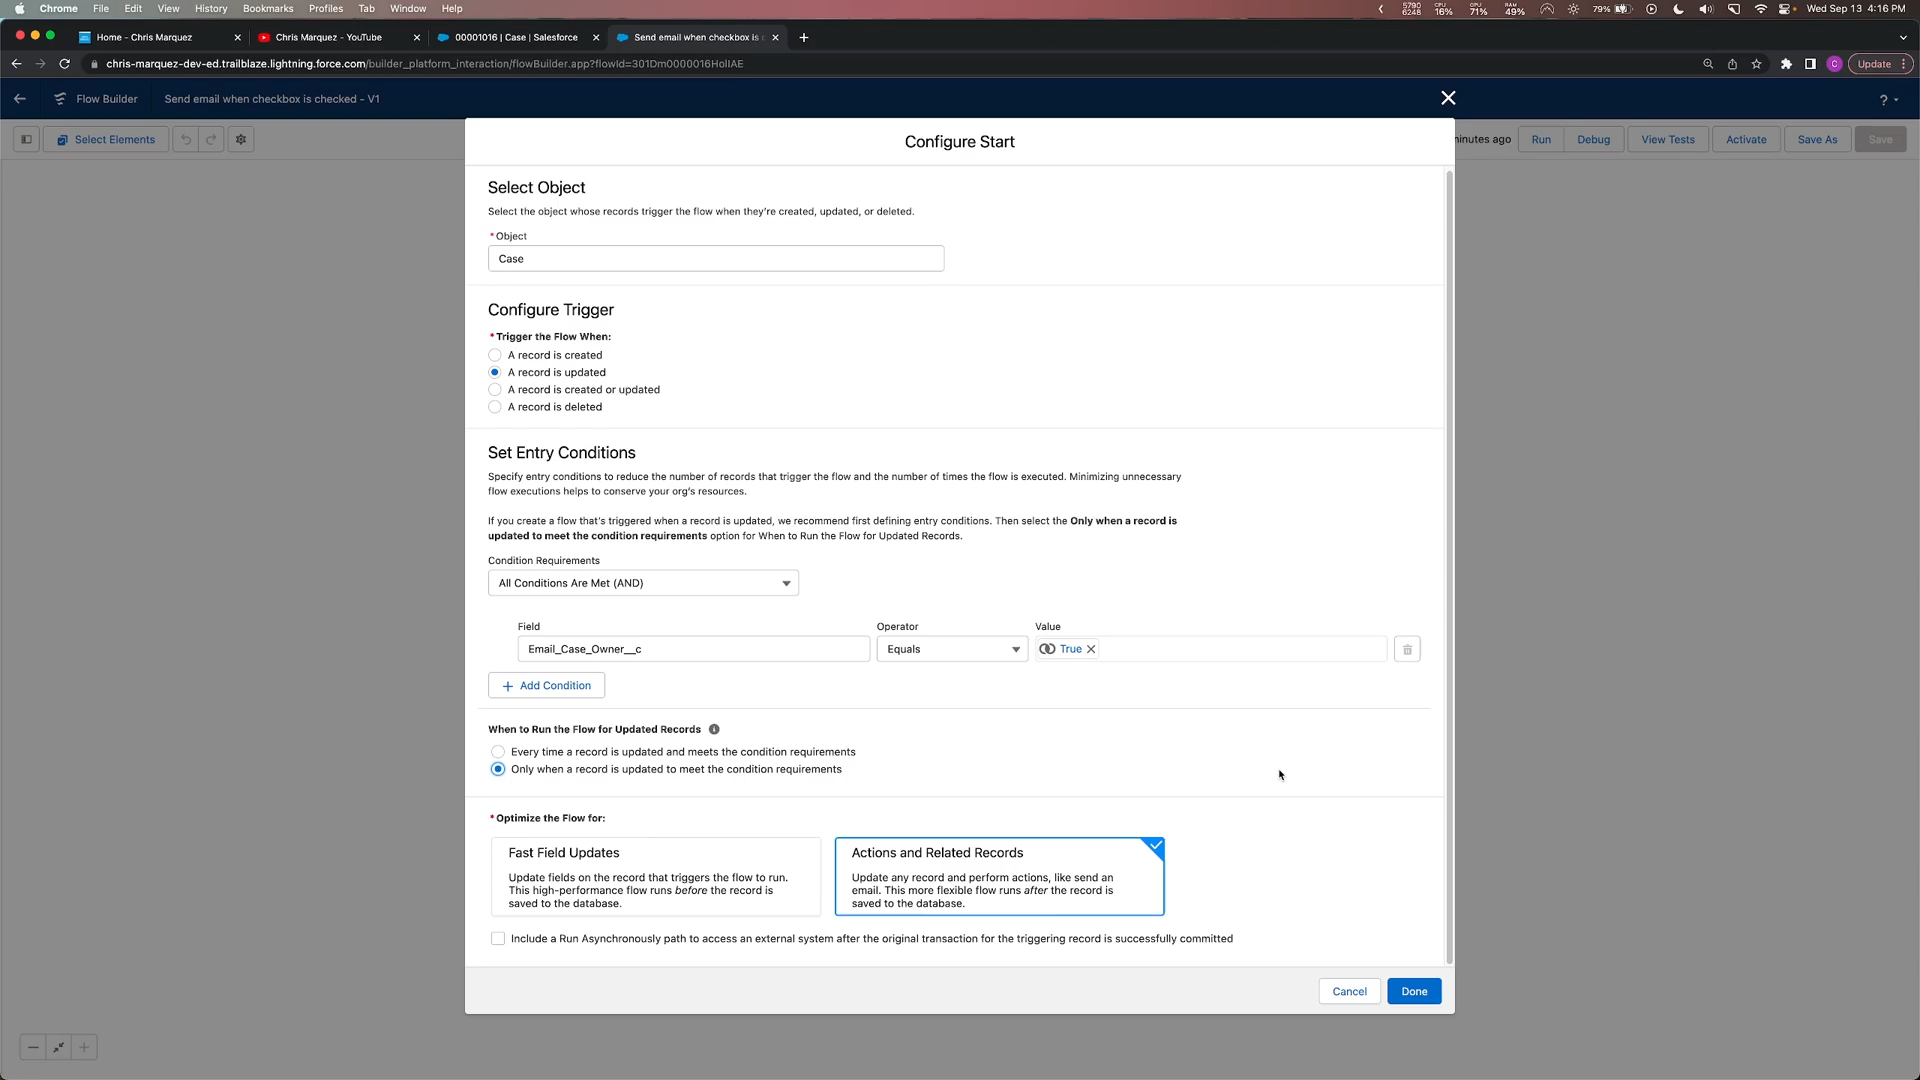 Chrome File Edit View History Bookmarks Profiles Tab Window Help 5790 6248 CPU 16% GPU 71% RAM 49% 79% Wed Sep 13 4:16 PM
Home - Chris Marquez Chris Marquez - YouTube 00001016 | Case | Salesforce Send email when checkbox is
chris-marquez-dev-ed.trailblaze.lightning.force.com/builder_platform_interaction/flowBuilder.app?flowId=301Dm0000016HolIAE C Update
Flow Builder Send email when checkbox is checked - V1 ?
Select Elements minutes ago Run Debug View Tests Activate Save As Save
Configure Start
Select Object
Select the object whose records trigger the flow when they're created, updated, or deleted.
*Object
Case
Configure Trigger
*Trigger the Flow When:
A record is created
A record is updated
A record is created or updated
A record is deleted
Set Entry Conditions
Specify entry conditions to reduce the number of records that trigger the flow and the number of times the flow is executed. Minimizing unnecessary
flow executions helps to conserve your org's resources.
If you create a flow that's triggered when a record is updated, we recommend first defining entry conditions. Then select the Only when a record is
updated to meet the condition requirements option for When to Run the Flow for Updated Records.
Condition Requirements
All Conditions Are Met (AND)
Field Operator Value
Email_Case_Owner__c Equals True
+ Add Condition
When to Run the Flow for Updated Records
Every time a record is updated and meets the condition requirements
Only when a record is updated to meet the condition requirements
*Optimize the Flow for:
Fast Field Updates
Update fields on the record that triggers the flow to run.
This high-performance flow runs before the record is
saved to the database.
Actions and Related Records
Update any record and perform actions, like send an
email. This more flexible flow runs after the record is
saved to the database.
Include a Run Asynchronously path to access an external system after the original transaction for the triggering record is successfully committed
Cancel Done